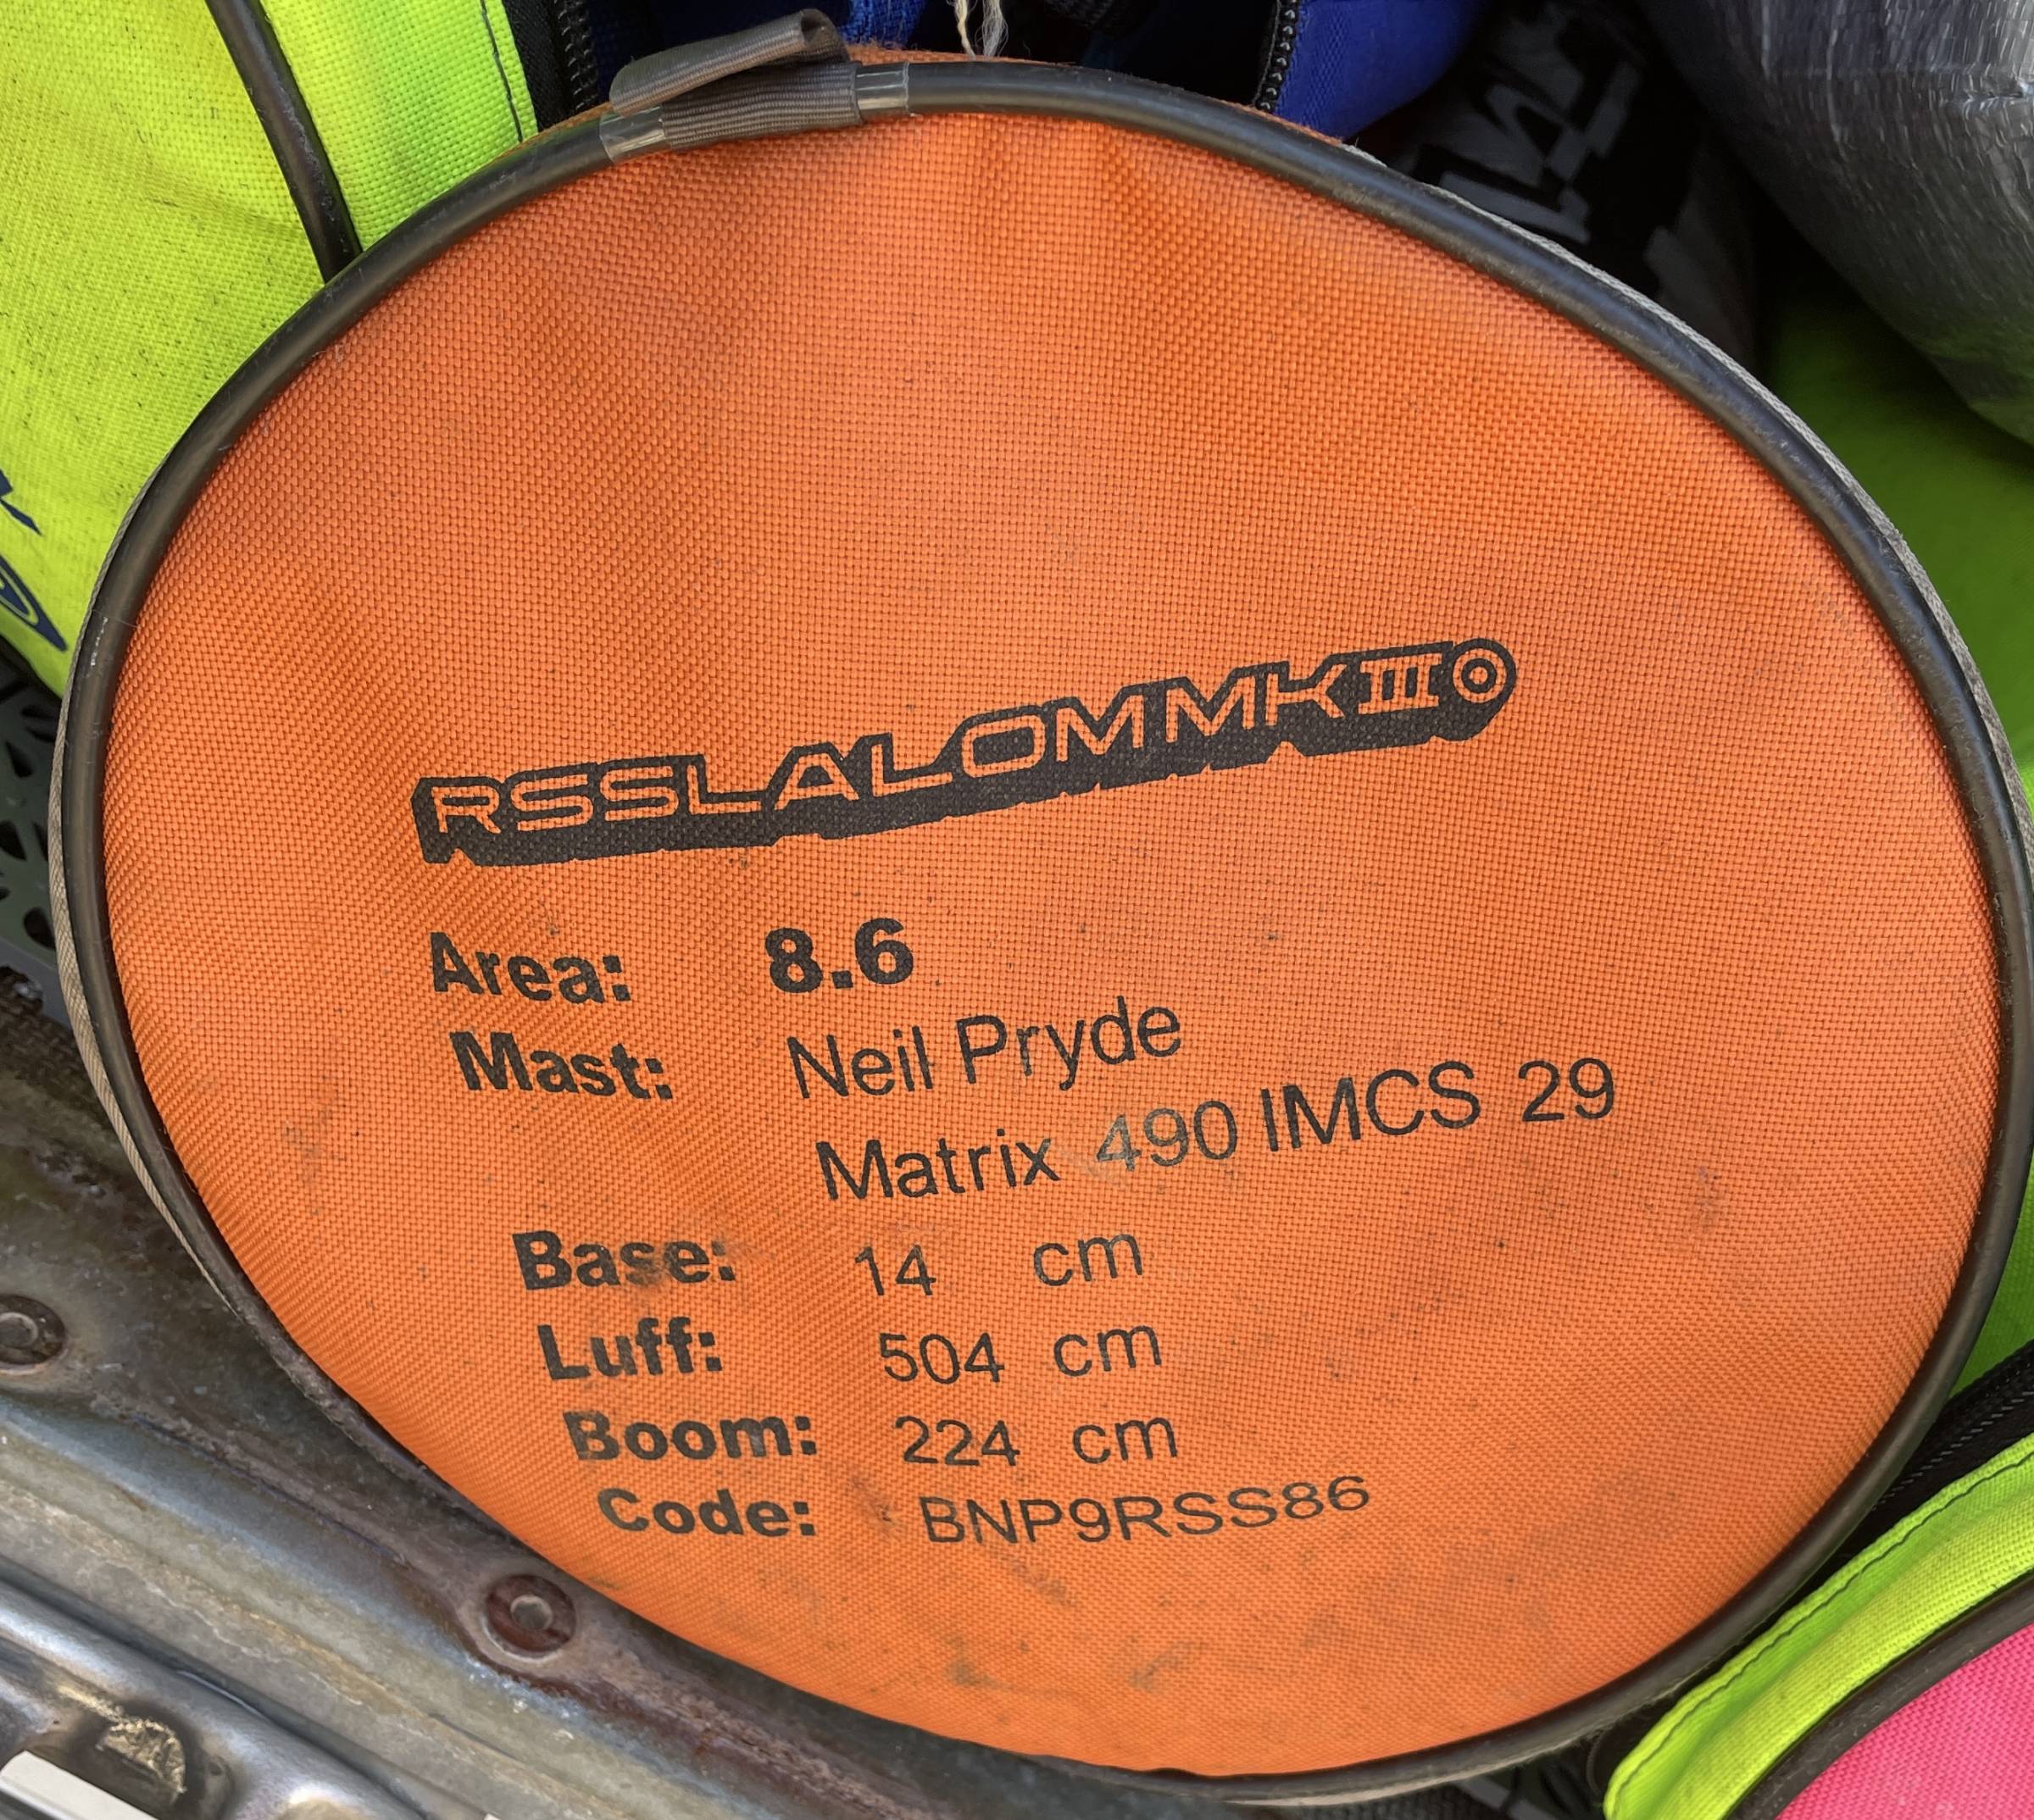 RSSLALOMMKIII
Area: 8.6
Mast: Neil Pryde
Matrix 490 IMCS 29
Base: 14 cm
Luff: 504 cm
Boom: 224 cm
Code: BNP9RSS86